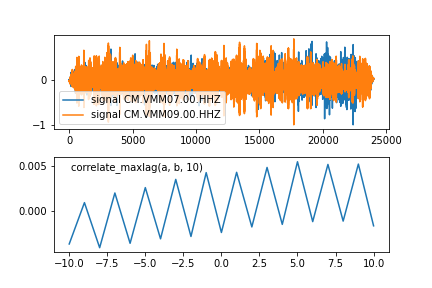 0
−1
signal CM.VMM07.00.HHZ
signal CM.VMM09.00.HHZ
0 5000 10000 15000 20000 25000
0.005
0.000
correlate_maxlag(a, b, 10)
−10.0 −7.5 −5.0 −2.5 0.0 2.5 5.0 7.5 10.0